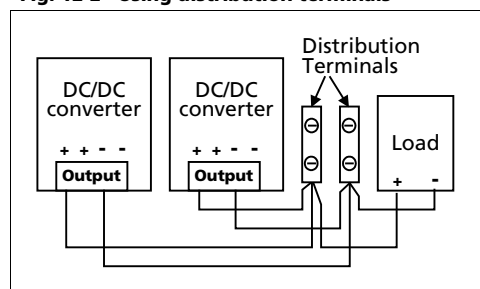 Fig. 12-2 Using distribution terminals
Distribution
Terminals
DC/DC
converter
+ + - -
Output
DC/DC
converter
+ + - -
Output
Load
+ -